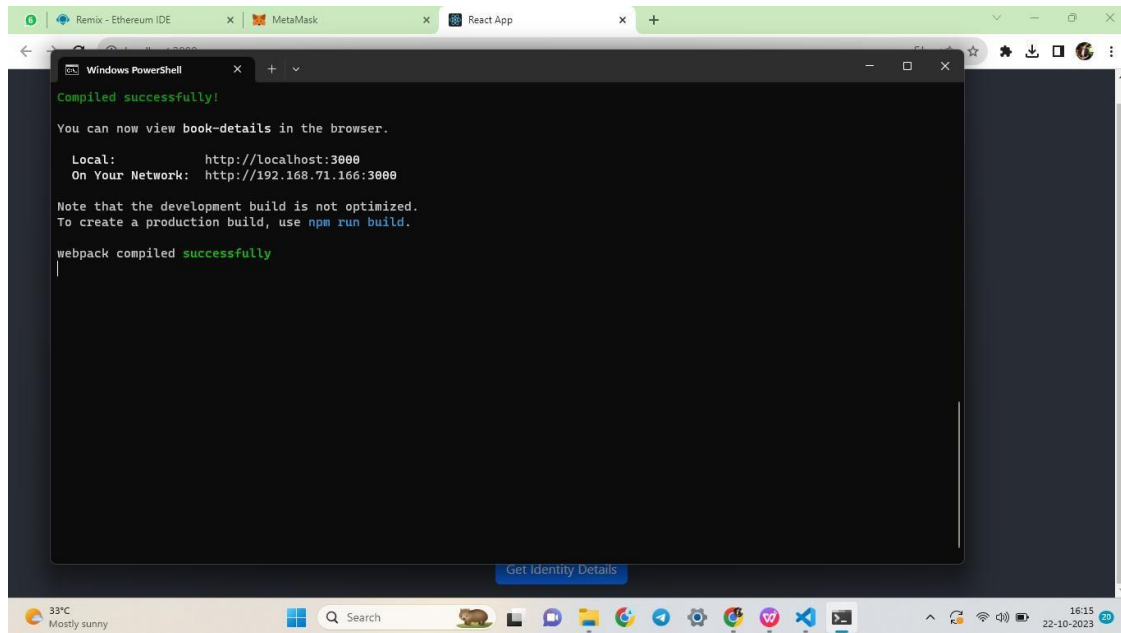 6 Remix - Ethereum IDE MetaMask React App
Windows PowerShell
Compiled successfully!
You can now view book-details in the browser.
Local: http://localhost:3000
On Your Network: http://192.168.71.166:3000
Note that the development build is not optimized.
To create a production build, use npm run build.
webpack compiled successfully
Get Identity Details
33°C
Mostly sunny
Search
16:15
22-10-2023
20